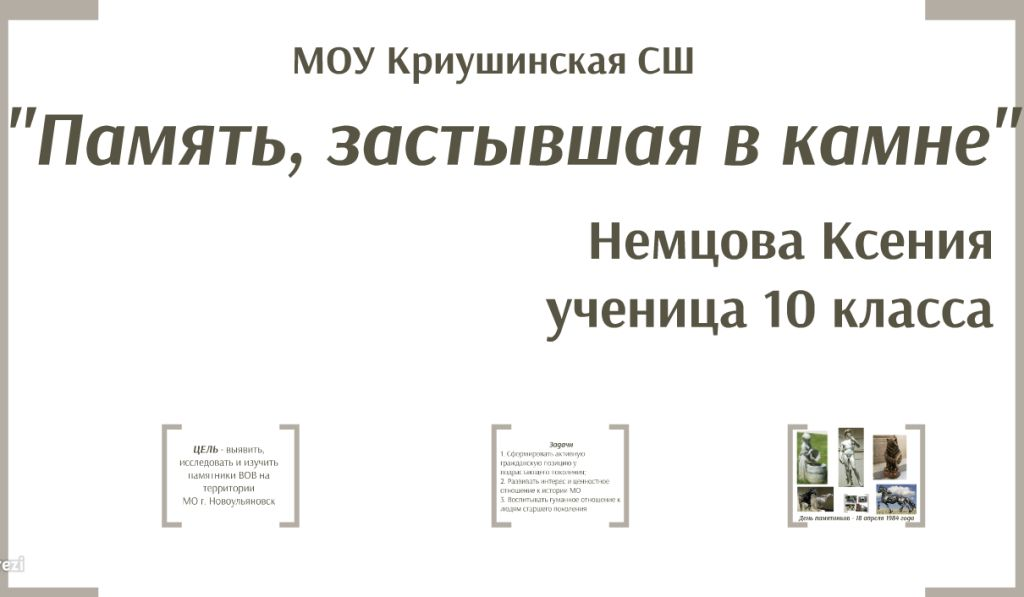 МОУ Криушинская СШ
"Память, застывшая в камне"
Немцова Ксения
ученица 10 класса
ЦЕЛЬ - выявить,
исследовать и изучить
памятники ВОВ на
территории
МО г. Новоульяновск
Задачи
1. Сформировать активную
гражданскую позицию у
подрастающего поколения;
2. Развивать интерес и ценностное
отношение к истории МО
3. Воспитывать гуманное отношение к
людям старшего поколения
День памятника - 18 апреля 1984 года
rezi